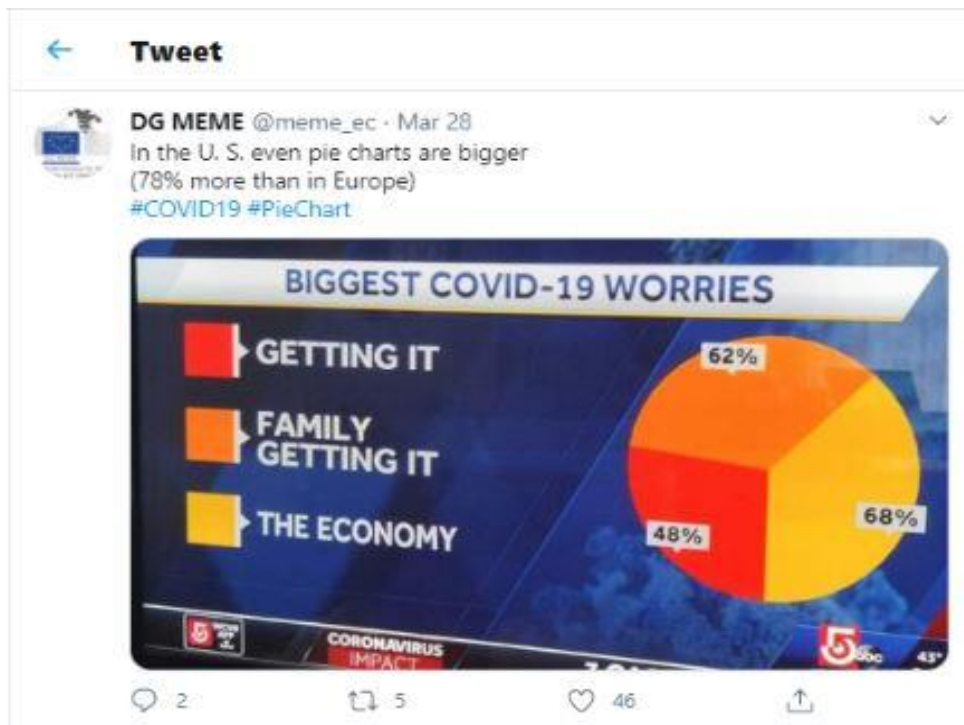 Tweet
DG MEME @meme_ec · Mar 28
In the U. S. even pie charts are bigger
(78% more than in Europe)
#COVID19 #PieChart
BIGGEST COVID-19 WORRIES
GETTING IT
FAMILY
GETTING IT
THE ECONOMY
62%
68%
48%
5
CORONAVIRUS
IMPACT
5
abc
43°
2
5
46